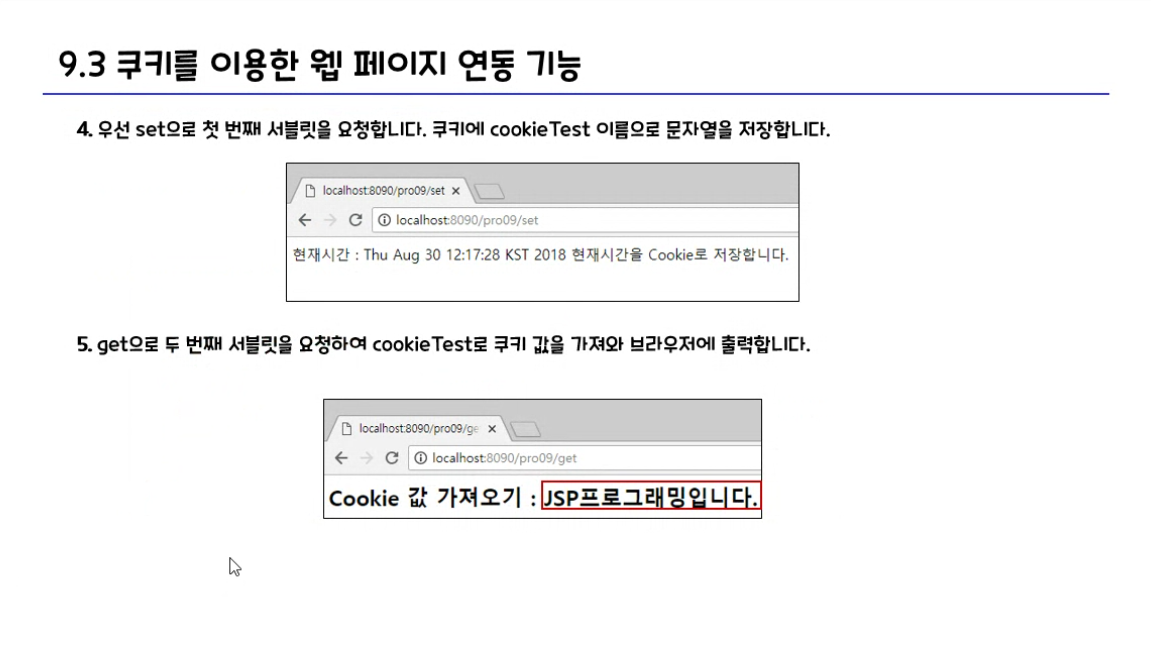 9.3 쿠키를 이용한 웹 페이지 연동 기능
4. 우선 set으로 첫 번째 서블릿을 요청합니다. 쿠키에 cookieTest 이름으로 문자열을 저장합니다.
localhost:8090/pro09/set
localhost:8090/pro09/set
현재시간 : Thu Aug 30 12:17:28 KST 2018 현재시간을 Cookie로 저장합니다.
5. get으로 두 번째 서블릿을 요청하여 cookieTest로 쿠키 값을 가져와 브라우저에 출력합니다.
localhost:8090/pro09/ge
localhost:8090/pro09/get
Cookie 값 가져오기 : JSP프로그래밍입니다.